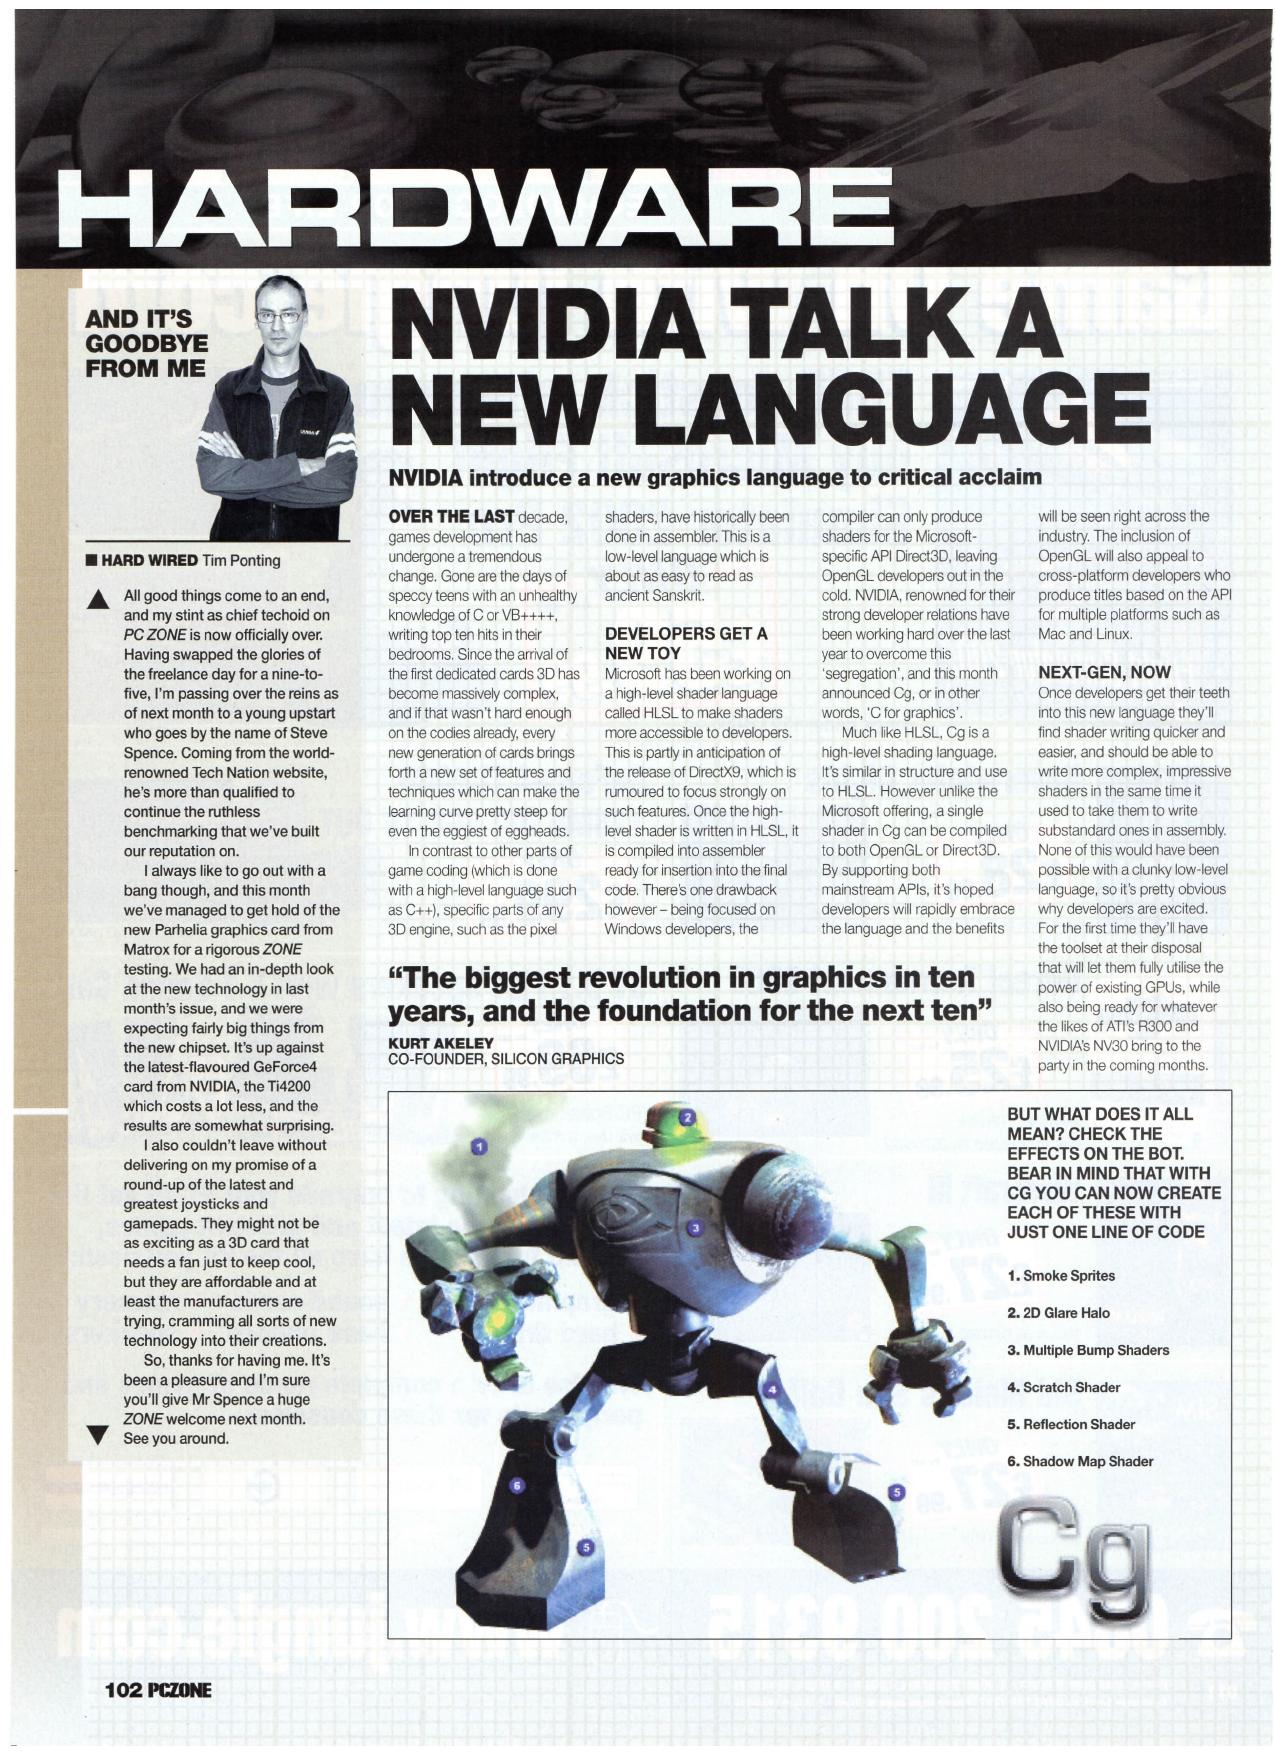 HARDWARE
AND IT'S
GOODBYE
FROM ME
■ HARD WIRED Tim Ponting
▲ All good things come to an end,
and my stint as chief techoid on
PC ZONE is now officially over.
Having swapped the glories of
the freelance day for a nine-to-
five, I'm passing over the reins as
of next month to a young upstart
who goes by the name of Steve
Spence. Coming from the world-
renowned Tech Nation website,
he's more than qualified to
continue the ruthless
benchmarking that we've built
our reputation on.
I always like to go out with a
bang though, and this month
we've managed to get hold of the
new Parhelia graphics card from
Matrox for a rigorous ZONE
testing. We had an in-depth look
at the new technology in last
month's issue, and we were
expecting fairly big things from
the new chipset. It's up against
the latest-flavoured GeForce4
card from NVIDIA, the Ti4200
which costs a lot less, and the
results are somewhat surprising.
I also couldn't leave without
delivering on my promise of a
round-up of the latest and
greatest joysticks and
gamepads. They might not be
as exciting as a 3D card that
needs a fan just to keep cool,
but they are affordable and at
least the manufacturers are
trying, cramming all sorts of new
technology into their creations.
So, thanks for having me. It's
been a pleasure and I'm sure
you'll give Mr Spence a huge
ZONE welcome next month.
▼ See you around.
NVIDIA TALK A
NEW LANGUAGE
NVIDIA introduce a new graphics language to critical acclaim
OVER THE LAST decade,
games development has
undergone a tremendous
change. Gone are the days of
speccy teens with an unhealthy
knowledge of C or VB++++,
writing top ten hits in their
bedrooms. Since the arrival of
the first dedicated cards 3D has
become massively complex,
and if that wasn't hard enough
on the codies already, every
new generation of cards brings
forth a new set of features and
techniques which can make the
learning curve pretty steep for
even the eggiest of eggheads.
In contrast to other parts of
game coding (which is done
with a high-level language such
as C++), specific parts of any
3D engine, such as the pixel
shaders, have historically been
done in assembler. This is a
low-level language which is
about as easy to read as
ancient Sanskrit.
DEVELOPERS GET A
NEW TOY
Microsoft has been working on
a high-level shader language
called HLSL to make shaders
more accessible to developers.
This is partly in anticipation of
the release of DirectX9, which is
rumoured to focus strongly on
such features. Once the high-
level shader is written in HLSL, it
is compiled into assembler
ready for insertion into the final
code. There's one drawback
however – being focused on
Windows developers, the
compiler can only produce
shaders for the Microsoft-
specific API Direct3D, leaving
OpenGL developers out in the
cold. NVIDIA, renowned for their
strong developer relations have
been working hard over the last
year to overcome this
'segregation', and this month
announced Cg, or in other
words, 'C for graphics'.
Much like HLSL, Cg is a
high-level shading language.
It's similar in structure and use
to HLSL. However unlike the
Microsoft offering, a single
shader in Cg can be compiled
to both OpenGL or Direct3D.
By supporting both
mainstream APIs, it's hoped
developers will rapidly embrace
the language and the benefits
will be seen right across the
industry. The inclusion of
OpenGL will also appeal to
cross-platform developers who
produce titles based on the API
for multiple platforms such as
Mac and Linux.
NEXT-GEN, NOW
Once developers get their teeth
into this new language they'll
find shader writing quicker and
easier, and should be able to
write more complex, impressive
shaders in the same time it
used to take them to write
substandard ones in assembly.
None of this would have been
possible with a clunky low-level
language, so it's pretty obvious
why developers are excited.
For the first time they'll have
the toolset at their disposal
that will let them fully utilise the
power of existing GPUs, while
also being ready for whatever
the likes of ATI's R300 and
NVIDIA's NV30 bring to the
party in the coming months.
“The biggest revolution in graphics in ten
years, and the foundation for the next ten”
KURT AKELEY
CO-FOUNDER, SILICON GRAPHICS
1
2
3
4
6
5
5
BUT WHAT DOES IT ALL
MEAN? CHECK THE
EFFECTS ON THE BOT.
BEAR IN MIND THAT WITH
CG YOU CAN NOW CREATE
EACH OF THESE WITH
JUST ONE LINE OF CODE
1. Smoke Sprites
2. 2D Glare Halo
3. Multiple Bump Shaders
4. Scratch Shader
5. Reflection Shader
6. Shadow Map Shader
Cg
102 PCZONE